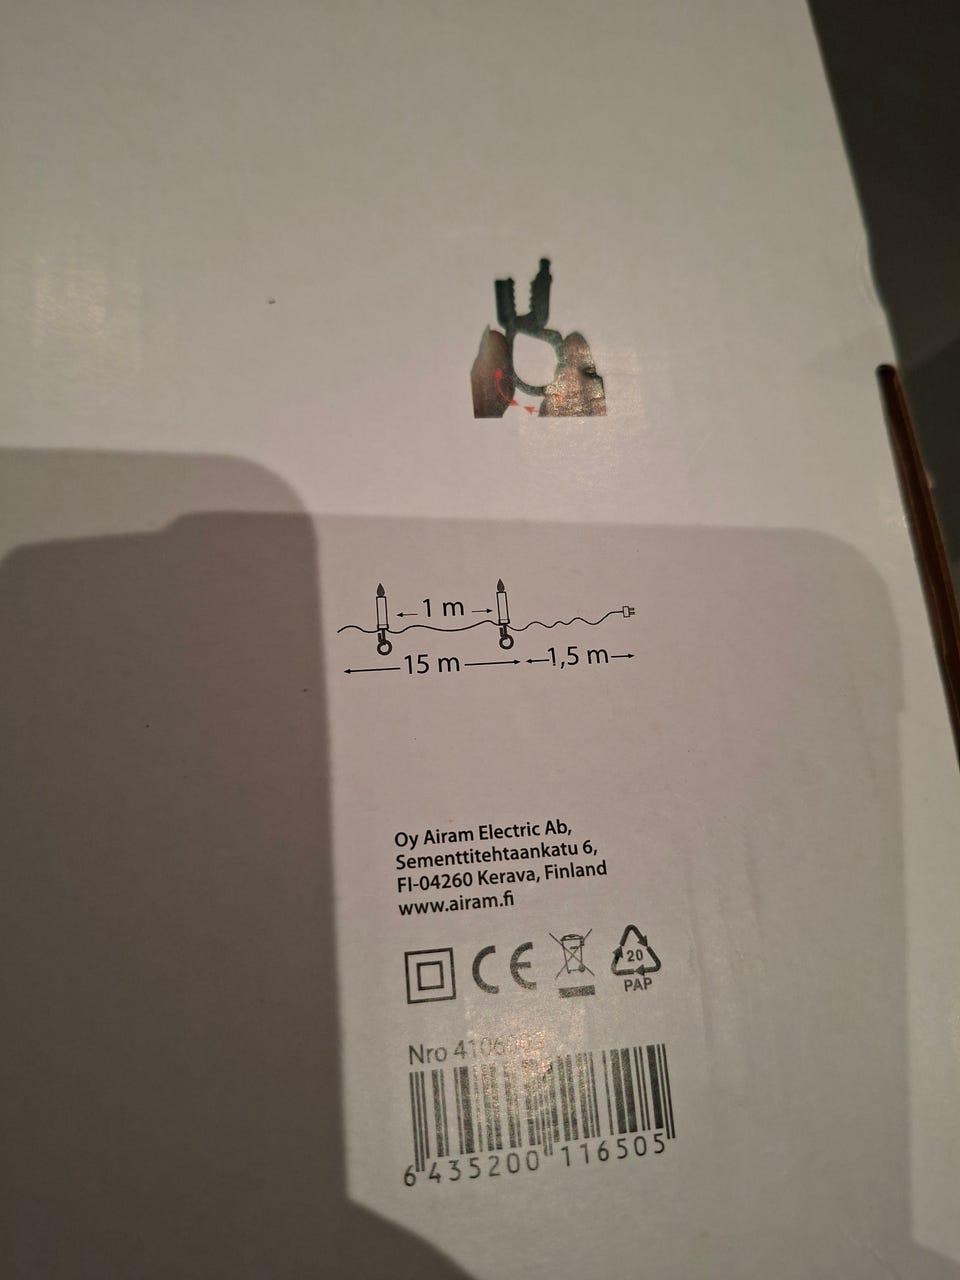 1 m
15 m 1,5 m
Oy Airam Electric Ab,
Sementtitehtaankatu 6,
FI-04260 Kerava, Finland
www.airam.fi
CE
20
PAP
Nro
6 435200 116505